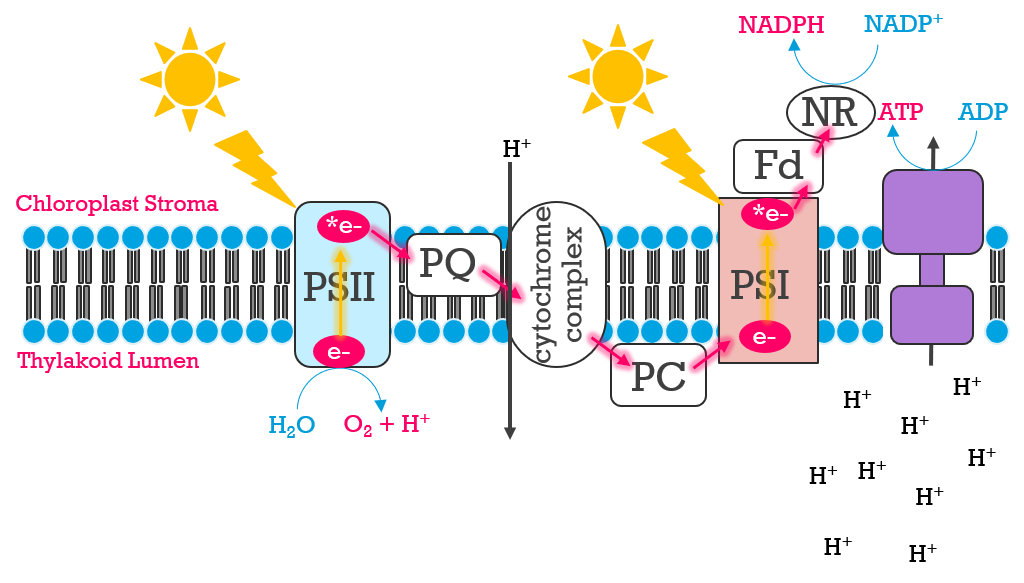 NADPH
NADP⁺
NR
ATP
ADP
H⁺
Fd
Chloroplast Stroma
*e-
*e-
cytochrome
complex
PQ
PSII
PSI
e-
e-
Thylakoid Lumen
PC
H₂O
O₂ + H⁺
H⁺
H⁺
H⁺
H⁺
H⁺
H⁺
H⁺
H⁺
H⁺